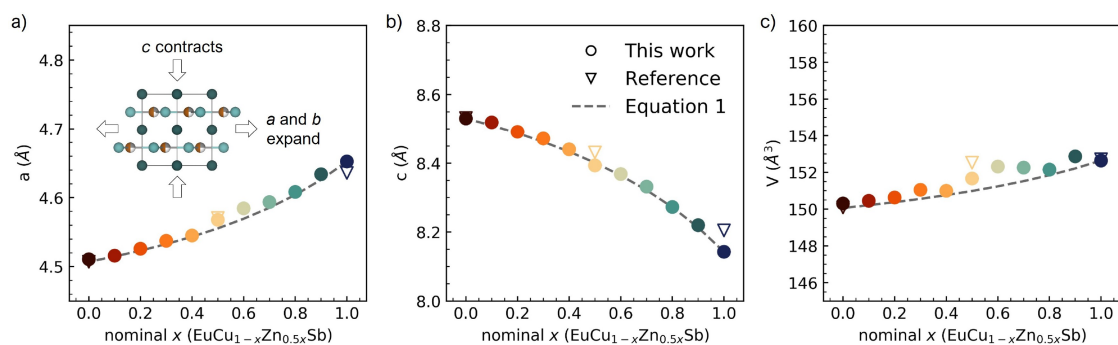 a)
4.8
4.7
4.6
4.5
a (Å)
c contracts
a and b
expand
0.0 0.2 0.4 0.6 0.8 1.0
nominal x (EuCu₁₋ₓZn₀.₅ₓSb)
b)
8.8
8.6
8.4
8.2
8.0
c (Å)
This work
Reference
Equation 1
0.0 0.2 0.4 0.6 0.8 1.0
nominal x (EuCu₁₋ₓZn₀.₅ₓSb)
c)
160
158
156
154
152
150
148
146
V (Å³)
0.0 0.2 0.4 0.6 0.8 1.0
nominal x (EuCu₁₋ₓZn₀.₅ₓSb)